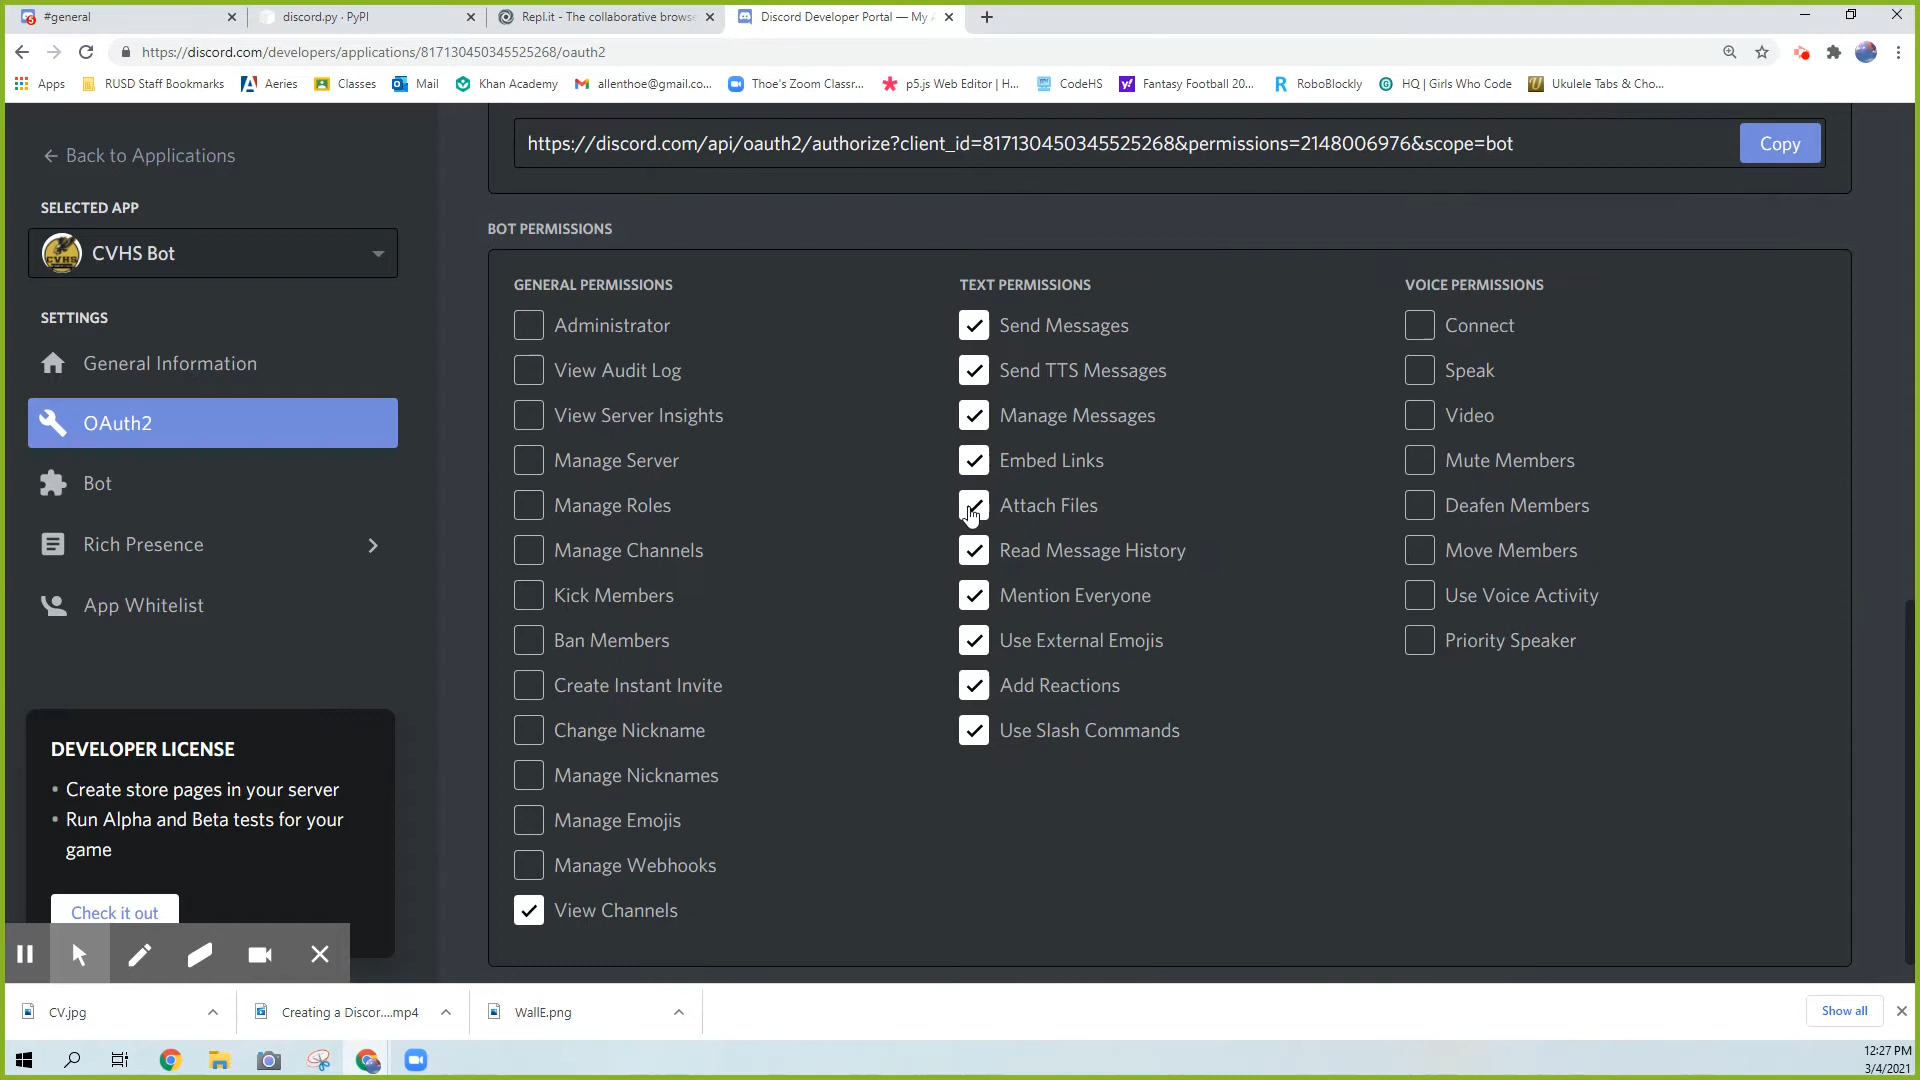 #general
discord.py · PyPI
Repl.it - The collaborative browse
Discord Developer Portal — My
https://discord.com/developers/applications/817130450345525268/oauth2
Apps
RUSD Staff Bookmarks
Aeries
Classes
Mail
Khan Academy
allenthoe@gmail.co...
Thoe's Zoom Classr...
p5.js Web Editor | H...
CodeHS
Fantasy Football '20...
RoboBlockly
HQ | Girls Who Code
Ukulele Tabs & Cho...
Back to Applications
SELECTED APP
CVHS Bot
SETTINGS
General Information
OAuth2
Bot
Rich Presence
App Whitelist
DEVELOPER LICENSE
• Create store pages in your server
• Run Alpha and Beta tests for your
game
Check it out
https://discord.com/api/oauth2/authorize?client_id=817130450345525268&permissions=2148006976&scope=bot
Copy
BOT PERMISSIONS
GENERAL PERMISSIONS
Administrator
View Audit Log
View Server Insights
Manage Server
Manage Roles
Manage Channels
Kick Members
Ban Members
Create Instant Invite
Change Nickname
Manage Nicknames
Manage Emojis
Manage Webhooks
View Channels
TEXT PERMISSIONS
Send Messages
Send TTS Messages
Manage Messages
Embed Links
Attach Files
Read Message History
Mention Everyone
Use External Emojis
Add Reactions
Use Slash Commands
VOICE PERMISSIONS
Connect
Speak
Video
Mute Members
Deafen Members
Move Members
Use Voice Activity
Priority Speaker
CV.jpg
Creating a Discor....mp4
WallE.png
Show all
12:27 PM
3/4/2021